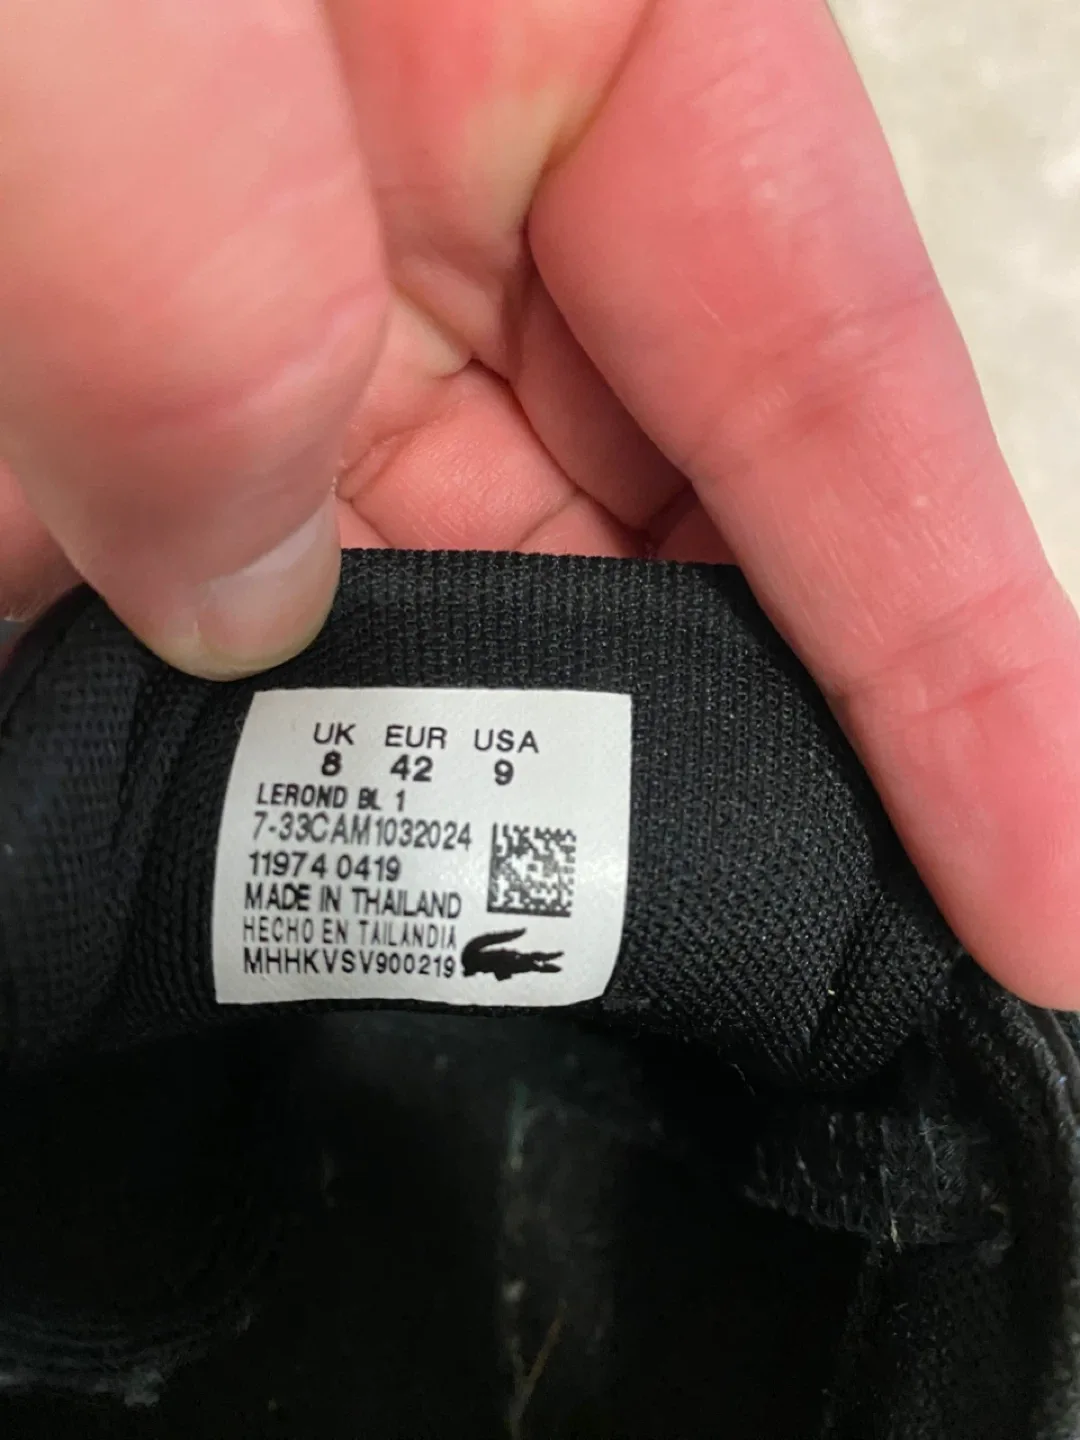 UK EUR USA
8 42 9
LEROND BL 1
7-33CAM1032024
11974 0419
MADE IN THAILAND
HECHO EN TAILANDIA
MHHKVSV900219